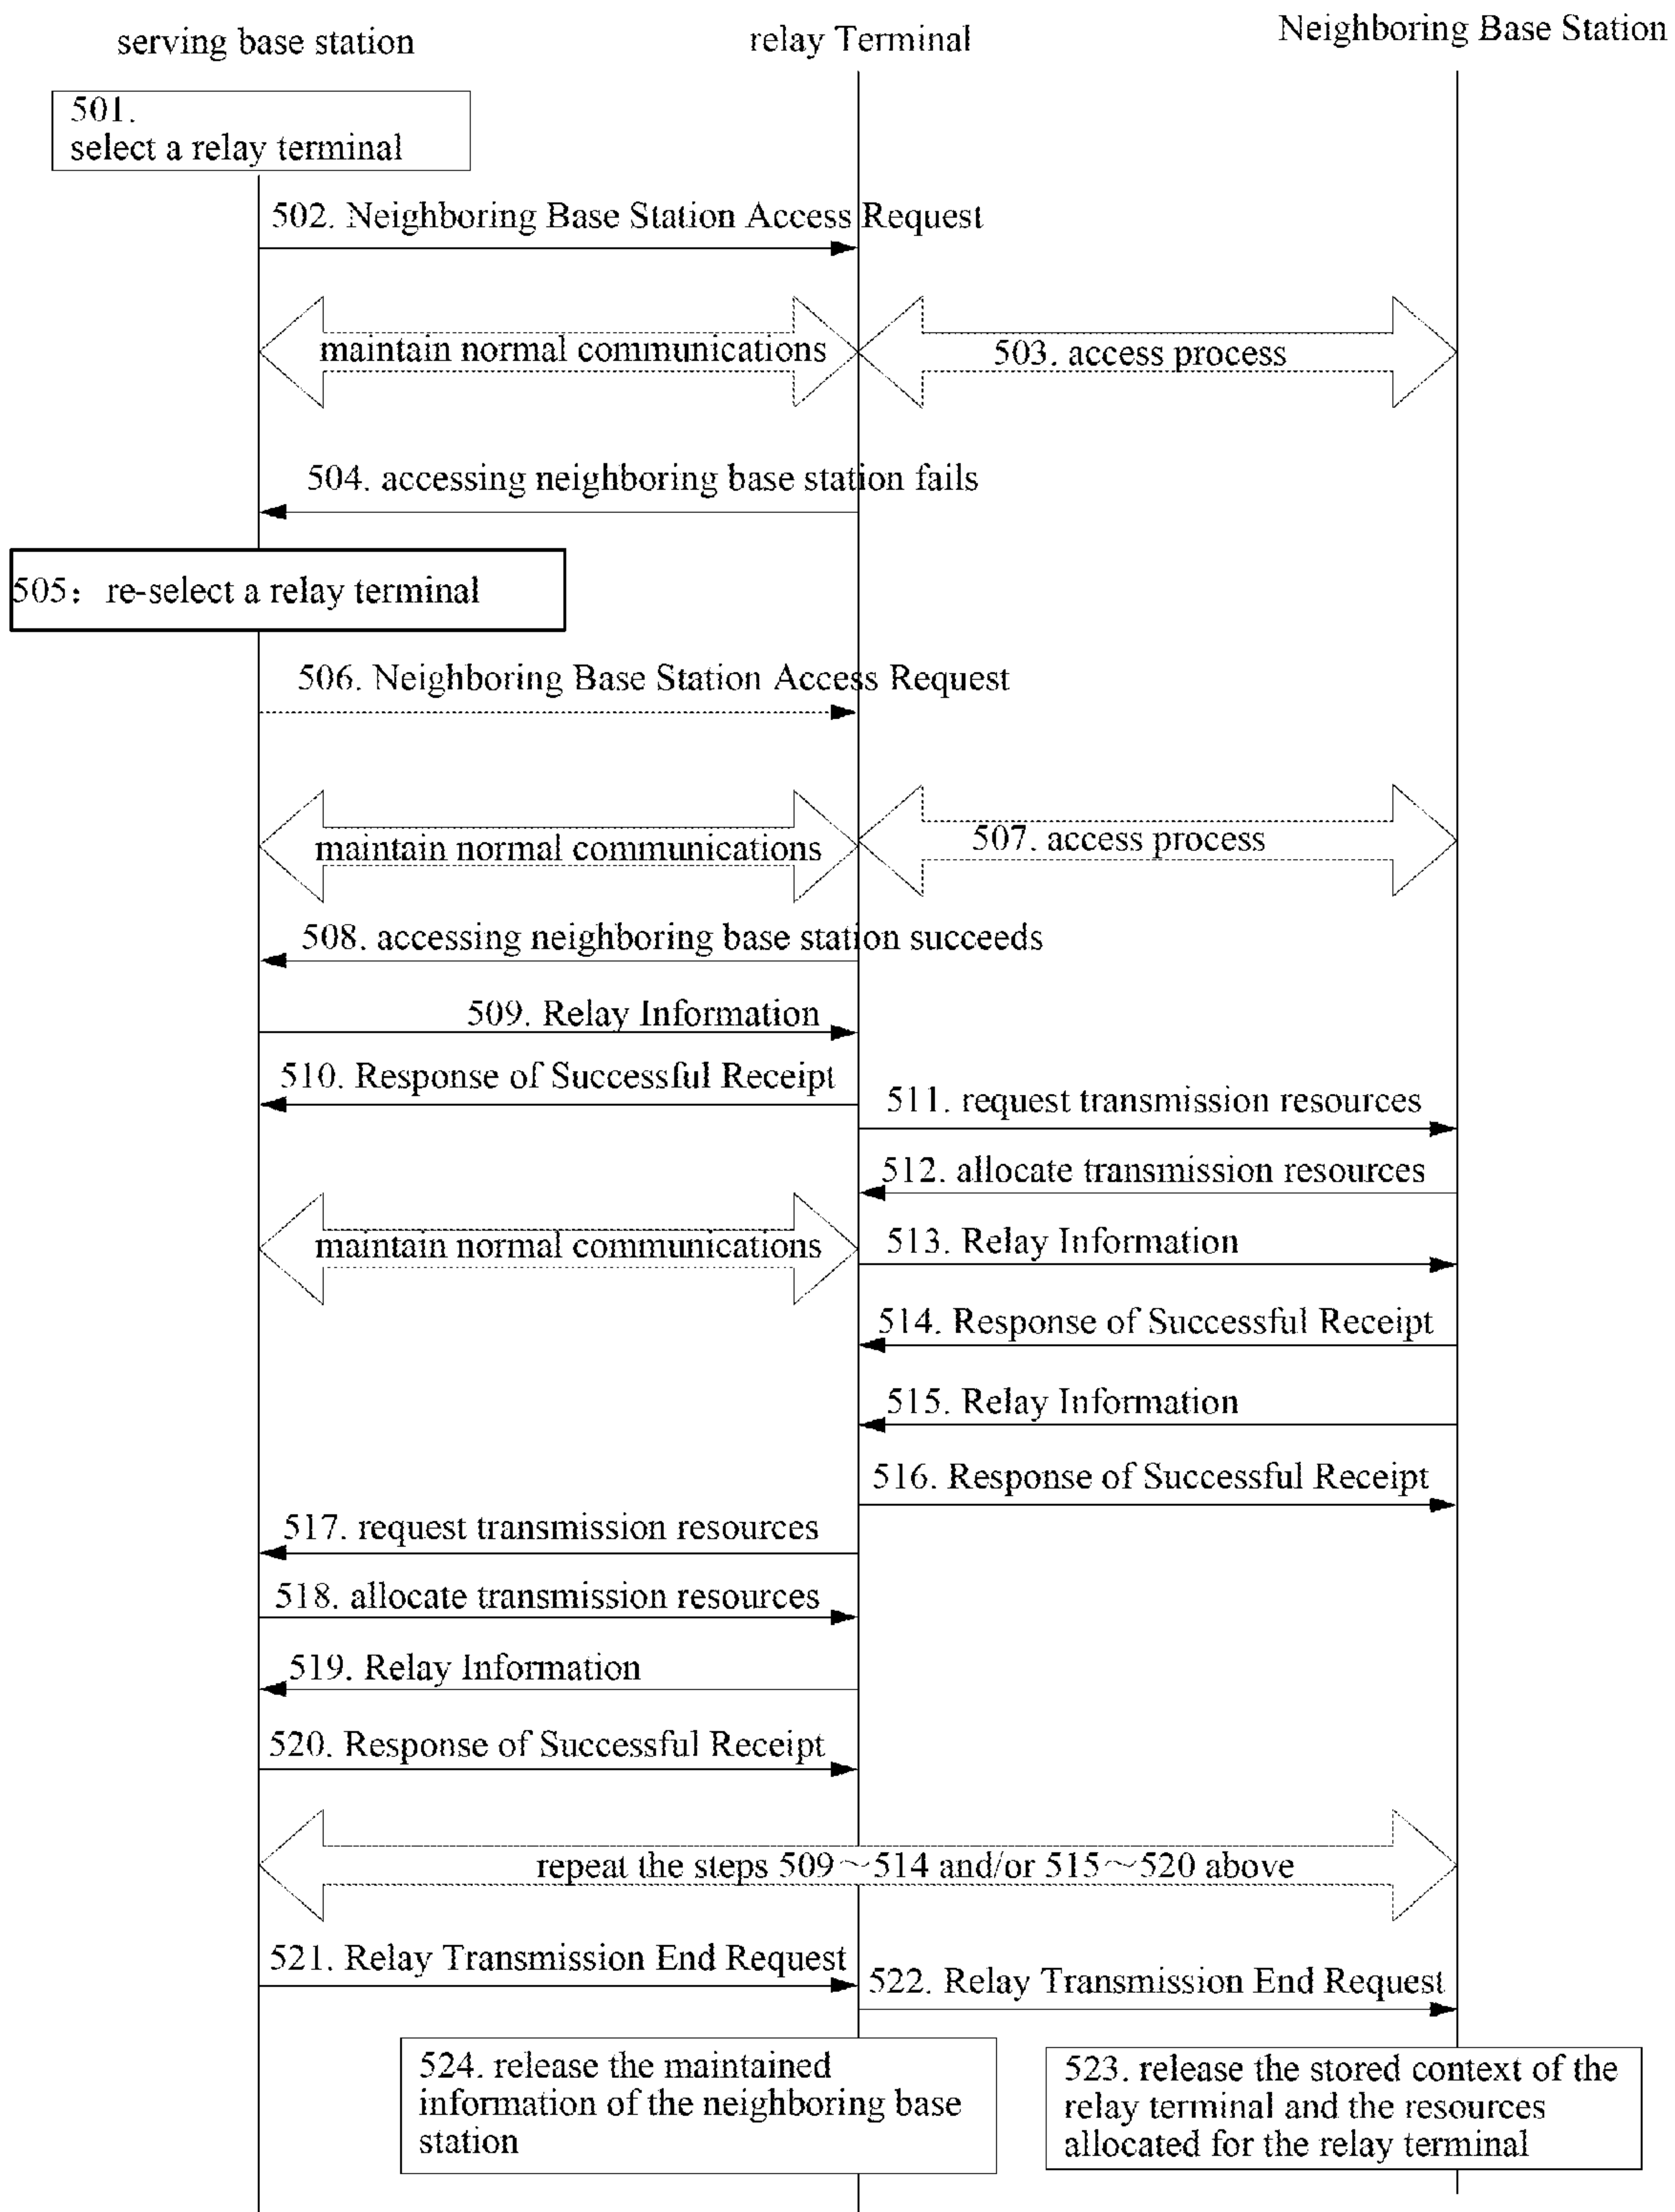 serving base station
relay Terminal
Neighboring Base Station
501.
select a relay terminal
502. Neighboring Base Station Access Request
maintain normal communications
503. access process
504. accessing neighboring base station fails
505: re-select a relay terminal
506. Neighboring Base Station Access Request
maintain normal communications
507. access process
508. accessing neighboring base station succeeds
509. Relay Information
510. Response of Successful Receipt
511. request transmission resources
512. allocate transmission resources
maintain normal communications
513. Relay Information
514. Response of Successful Receipt
515. Relay Information
516. Response of Successful Receipt
517. request transmission resources
518. allocate transmission resources
519. Relay Information
520. Response of Successful Receipt
repeat the steps 509~514 and/or 515~520 above
521. Relay Transmission End Request
522. Relay Transmission End Request
524. release the maintained
information of the neighboring base
station
523. release the stored context of the
relay terminal and the resources
allocated for the relay terminal